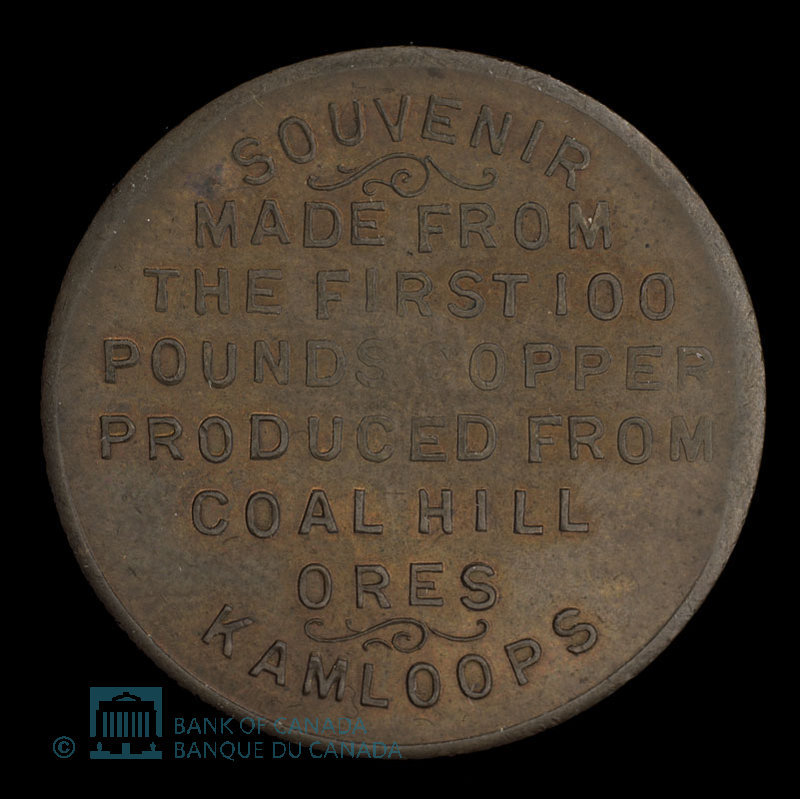 SOUVENIR
MADE FROM
THE FIRST 100
POUNDS COPPER
PRODUCED FROM
COAL HILL
ORES
KAMLOOPS
© BANK OF CANADA
BANQUE DU CANADA